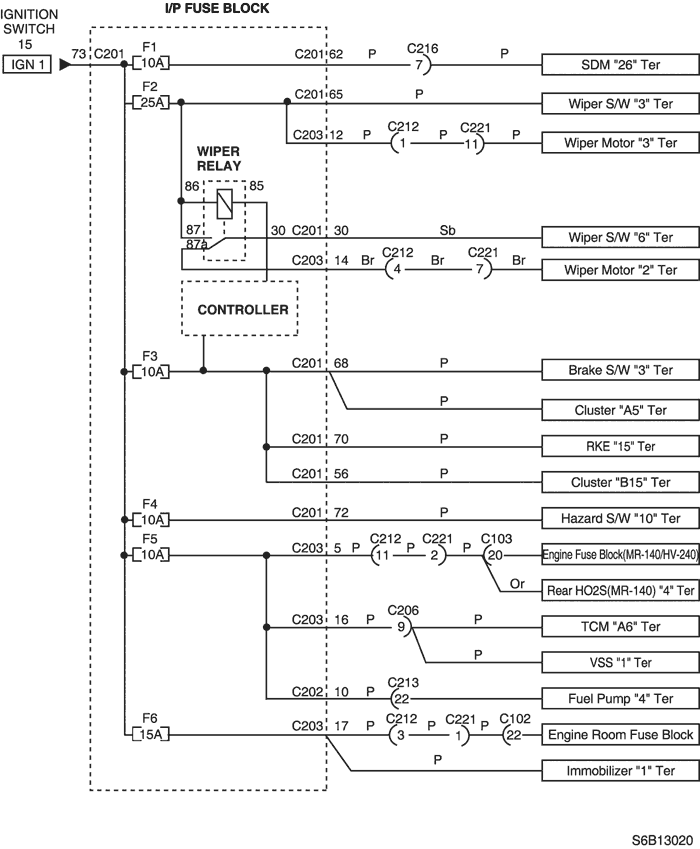 I/P FUSE BLOCK
IGNITION
SWITCH
15
IGN 1
73 C201
F1
10A
C201 62 P C216 7 P SDM "26" Ter
F2
25A
C201 65 P Wiper S/W "3" Ter
C203 12 P C212 1 P C221 11 P Wiper Motor "3" Ter
WIPER
RELAY
86 85
87 30 C201 30 Sb Wiper S/W "6" Ter
87a
C203 14 Br C212 4 Br C221 7 Br Wiper Motor "2" Ter
CONTROLLER
F3
10A
C201 68 P Brake S/W "3" Ter
P Cluster "A5" Ter
C201 70 P RKE "15" Ter
C201 56 P Cluster "B15" Ter
F4
10A
C201 72 P Hazard S/W "10" Ter
F5
10A
C203 5 P C212 11 P C221 2 P C103 20 Engine Fuse Block(MR-140/HV-240)
Or Rear HO2S(MR-140) "4" Ter
C203 16 P C206 9 P TCM "A6" Ter
P VSS "1" Ter
C202 10 P C213 22 Fuel Pump "4" Ter
F6
15A
C203 17 P C212 3 P C221 1 P C102 22 Engine Room Fuse Block
P Immobilizer "1" Ter
S6B13020